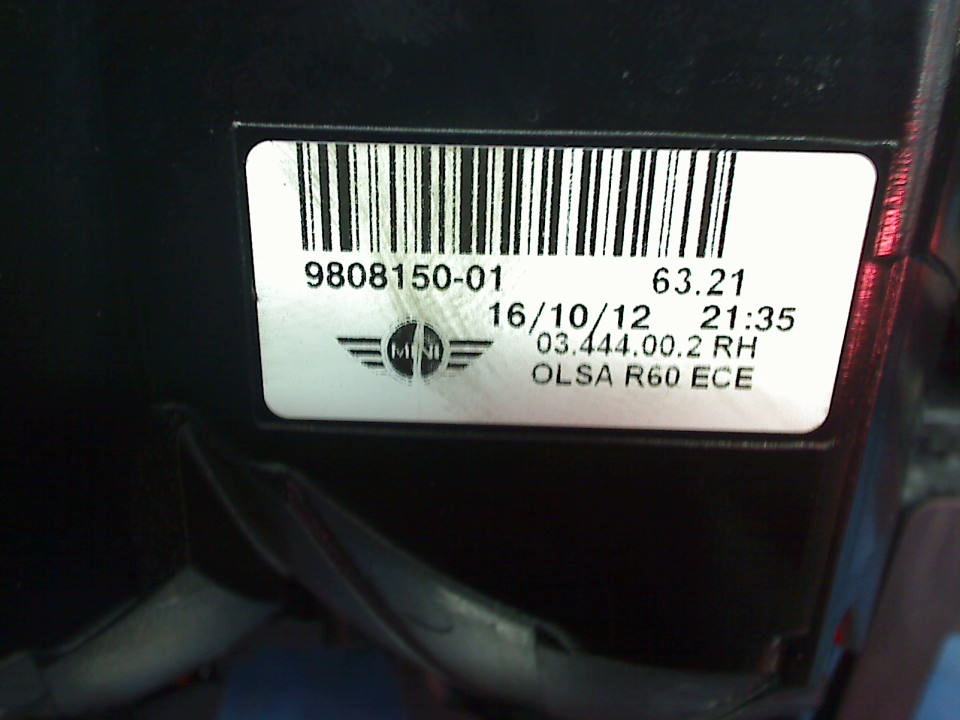 9808150-01 63.21
16/10/12 21:35
03.444.00.2 RH
MINI
OLSA R60 ECE